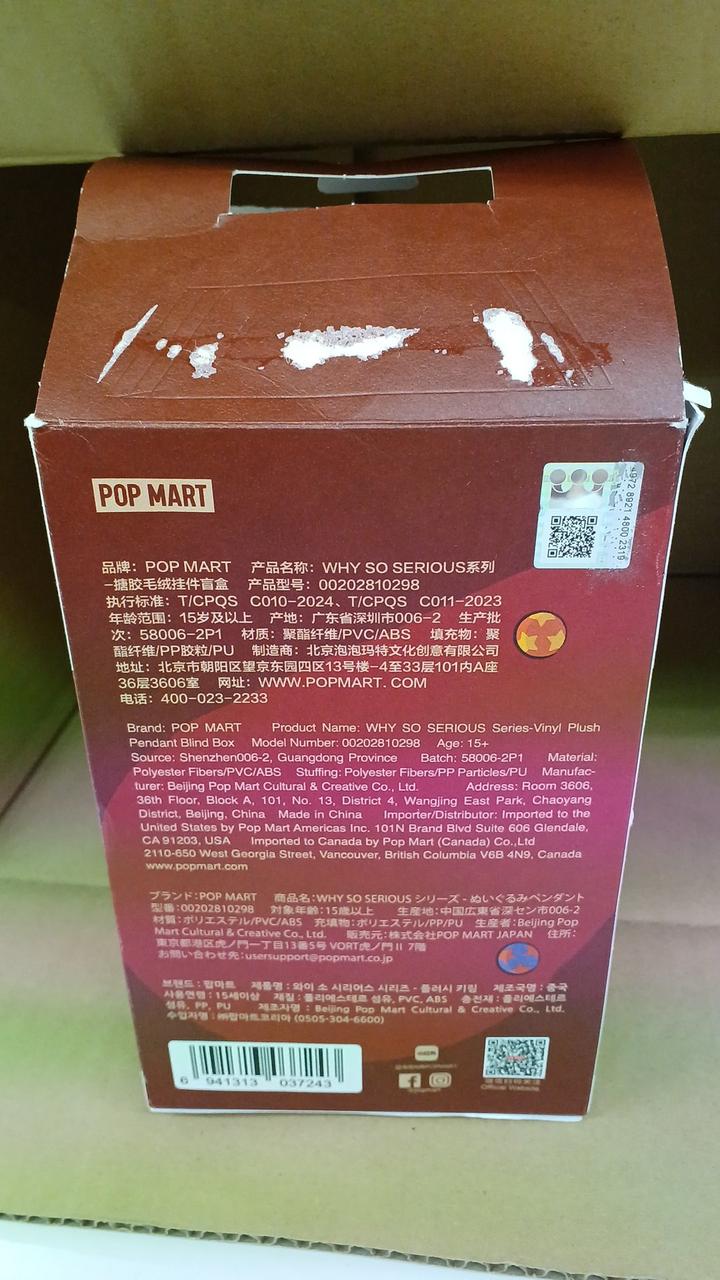 POP MART
4972 8921 4800 2319
品牌：POP MART 产品名称：WHY SO SERIOUS系列
-搪胶毛绒挂件盲盒 产品型号：00202810298
执行标准：T/CPQS C010-2024、T/CPQS C011-2023
年龄范围：15岁及以上 产地：广东省深圳市006-2 生产批
次：58006-2P1 材质：聚酯纤维/PVC/ABS 填充物：聚
酯纤维/PP胶粒/PU 制造商：北京泡泡玛特文化创意有限公司
地址：北京市朝阳区望京东园四区13号楼-4至33层101内A座
36层3606室 网址：WWW.POPMART.COM
电话：400-023-2233
Brand: POP MART Product Name: WHY SO SERIOUS Series-Vinyl Plush
Pendant Blind Box Model Number: 00202810298 Age: 15+
Source: Shenzhen006-2, Guangdong Province Batch: 58006-2P1 Material:
Polyester Fibers/PVC/ABS Stuffing: Polyester Fibers/PP Particles/PU Manufac-
turer: Beijing Pop Mart Cultural & Creative Co., Ltd. Address: Room 3606,
36th Floor, Block A, 101, No. 13, District 4, Wangjing East Park, Chaoyang
District, Beijing, China Made in China Importer/Distributor: Imported to the
United States by Pop Mart Americas Inc. 101N Brand Blvd Suite 606 Glendale,
CA 91203, USA Imported to Canada by Pop Mart (Canada) Co.,Ltd
2110-650 West Georgia Street, Vancouver, British Columbia V6B 4N9, Canada
www.popmart.com
ブランド：POP MART 商品名：WHY SO SERIOUS シリーズ - ぬいぐるみペンダント
型番：00202810298 対象年齢：15歳以上 生産地：中国広東省深セン市006-2
材質：ポリエステル/PVC/ABS 充填物：ポリエステル/PP/PU 生産者：Beijing Pop
Mart Cultural & Creative Co., Ltd. 販売元：株式会社POP MART JAPAN 住所：
東京都港区虎ノ門一丁目13番5号 VORT虎ノ門II 7階
お問い合わせ先：usersupport@popmart.co.jp
브랜드 : 팝마트 제품명 : 와이 소 시리어스 시리즈 - 플러시 키링 제조국명 : 중국
사용연령 : 15세이상 재질 : 폴리에스테르 섬유, PVC, ABS 충전재 : 폴리에스테르
섬유, PP, PU 제조자명 : Beijing Pop Mart Cultural & Creative Co., Ltd.
수입자명 : ㈜팝마트코리아 (0505-304-6600)
6 941313 037243
Official Website